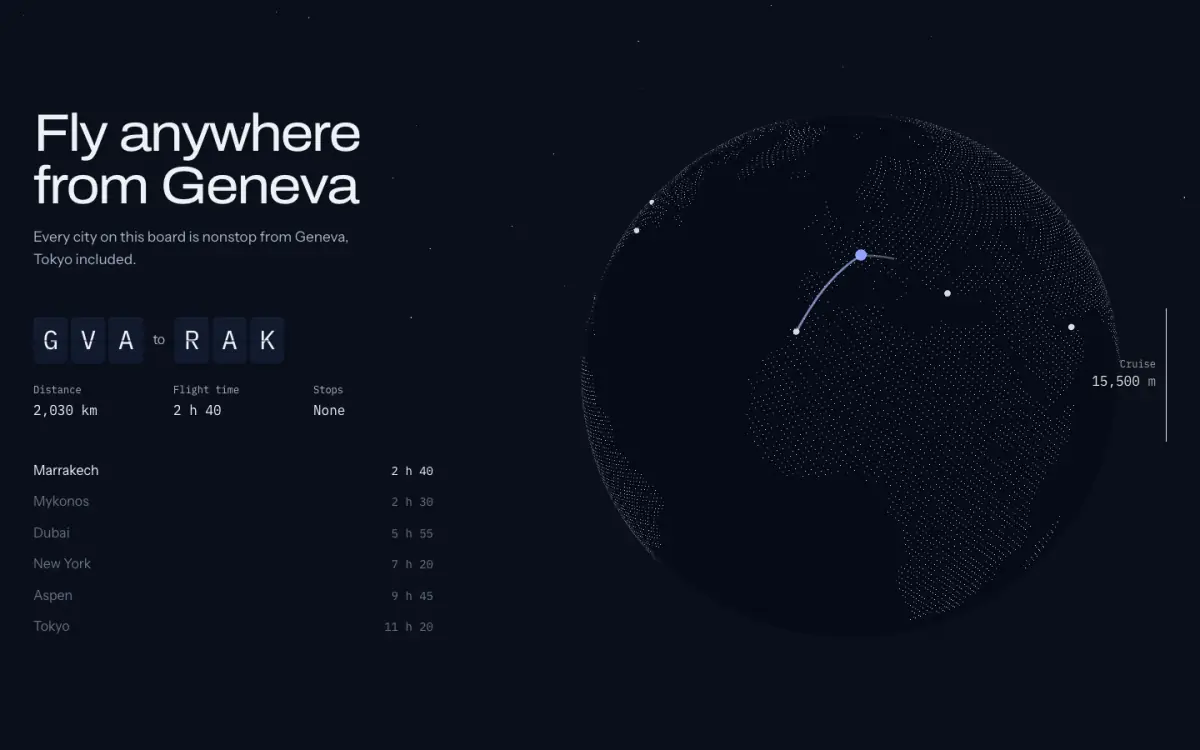 Fly anywhere
from Geneva
Every city on this board is nonstop from Geneva,
Tokyo included.
G V A to R A K
Distance Flight time Stops
2,030 km 2 h 40 None
Cruise
15,500 m
Marrakech 2 h 40
Mykonos 2 h 30
Dubai 5 h 55
New York 7 h 20
Aspen 9 h 45
Tokyo 11 h 20